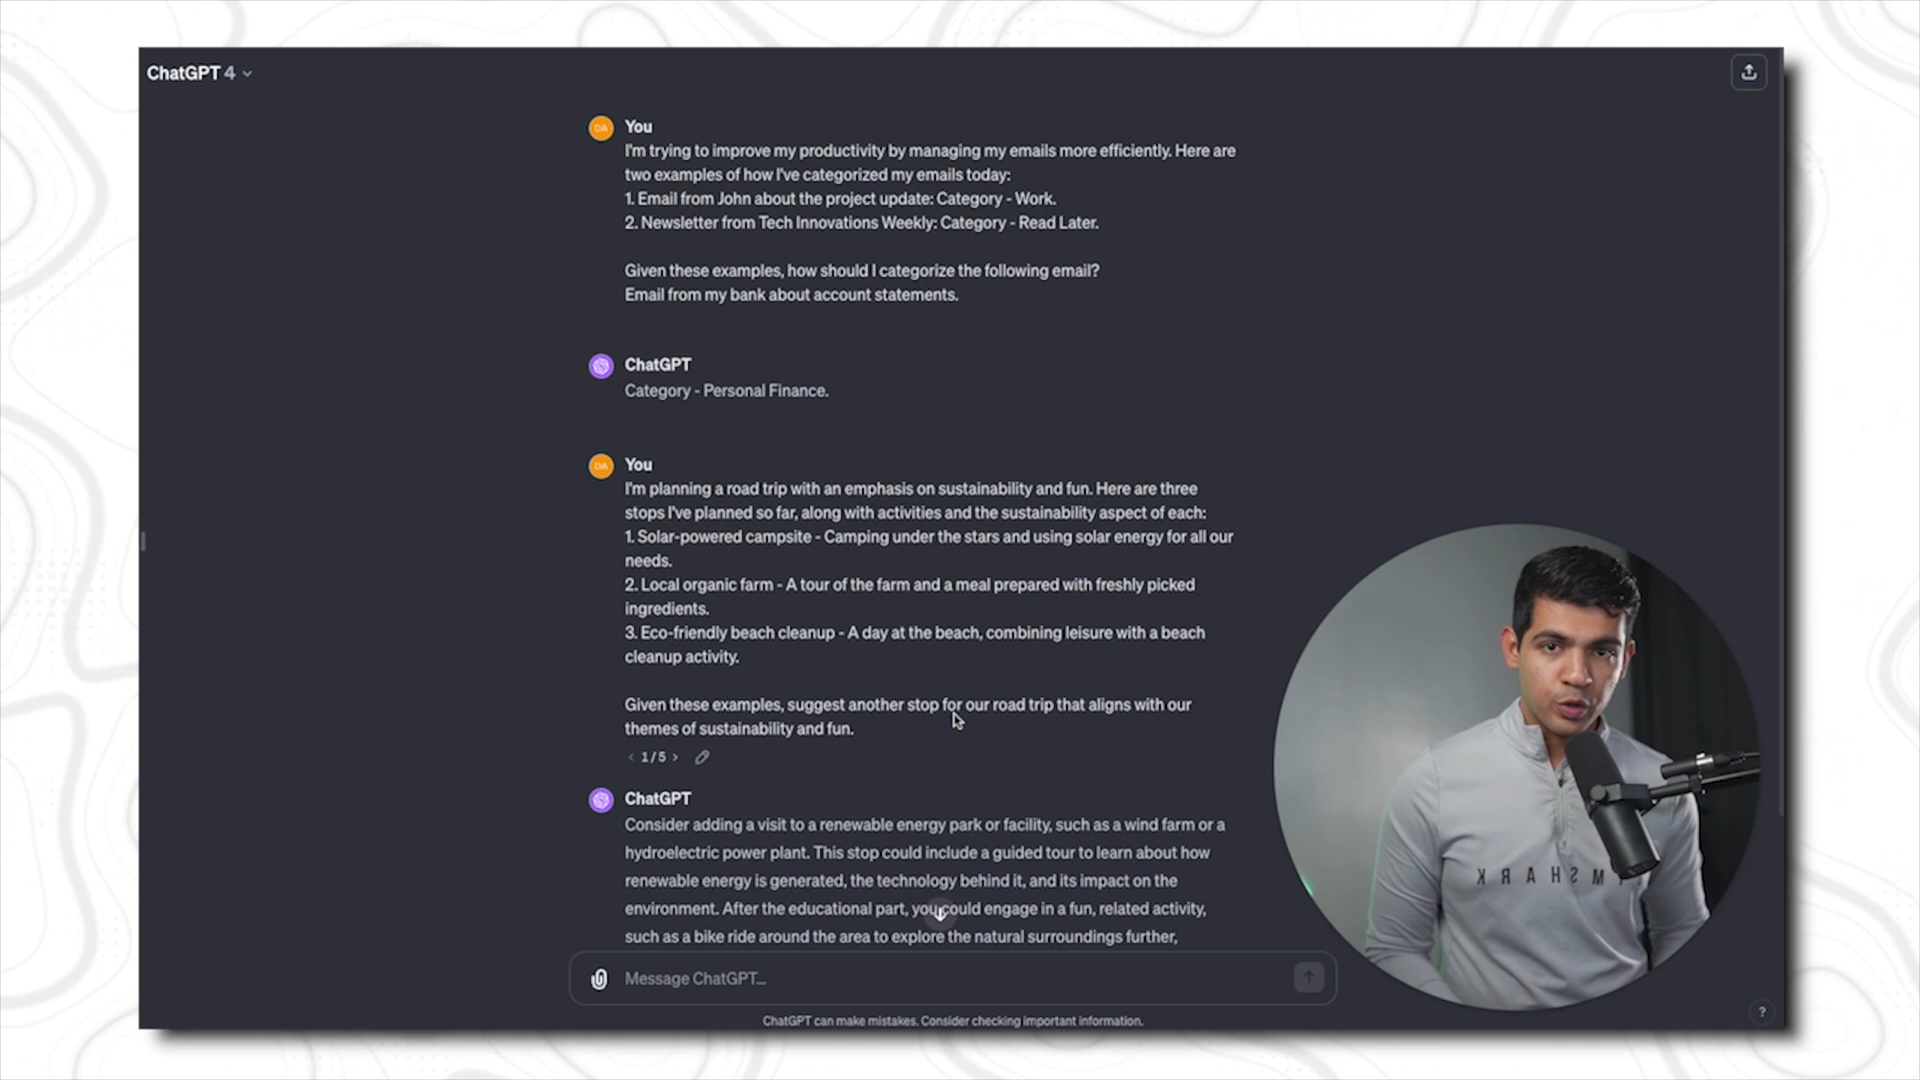 ChatGPT 4
DA
You
I'm trying to improve my productivity by managing my emails more efficiently. Here are
two examples of how I've categorized my emails today:
1. Email from John about the project update: Category - Work.
2. Newsletter from Tech Innovations Weekly: Category - Read Later.
Given these examples, how should I categorize the following email?
Email from my bank about account statements.
ChatGPT
Category - Personal Finance.
DA
You
I'm planning a road trip with an emphasis on sustainability and fun. Here are three
stops I've planned so far, along with activities and the sustainability aspect of each:
1. Solar-powered campsite - Camping under the stars and using solar energy for all our
needs.
2. Local organic farm - A tour of the farm and a meal prepared with freshly picked
ingredients.
3. Eco-friendly beach cleanup - A day at the beach, combining leisure with a beach
cleanup activity.
Given these examples, suggest another stop for our road trip that aligns with our
themes of sustainability and fun.
< 1 / 5 >
ChatGPT
Consider adding a visit to a renewable energy park or facility, such as a wind farm or a
hydroelectric power plant. This stop could include a guided tour to learn about how
renewable energy is generated, the technology behind it, and its impact on the
environment. After the educational part, you could engage in a fun, related activity,
such as a bike ride around the area to explore the natural surroundings further,
Message ChatGPT...
ChatGPT can make mistakes. Consider checking important information.
?